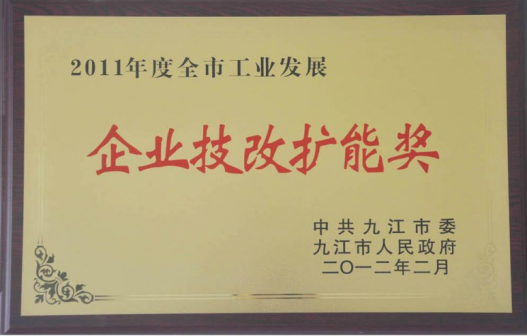 2011年度全市工业发展
企业技改扩能奖
中共九江市委
九江市人民政府
二〇一二年二月